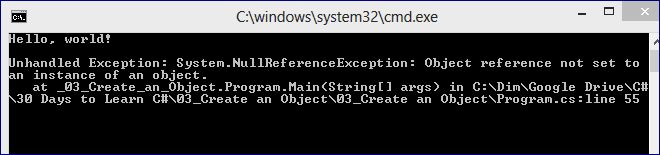 C:\windows\system32\cmd.exe
C:\.
Hello, world!
Unhandled Exception: System.NullReferenceException: Object reference not set to
an instance of an object.
at _03_Create_an_Object.Program.Main(String[] args) in C:\Dim\Google Drive\C#
\30 Days to Learn C#\03_Create an Object\03_Create an Object\Program.cs:line 55